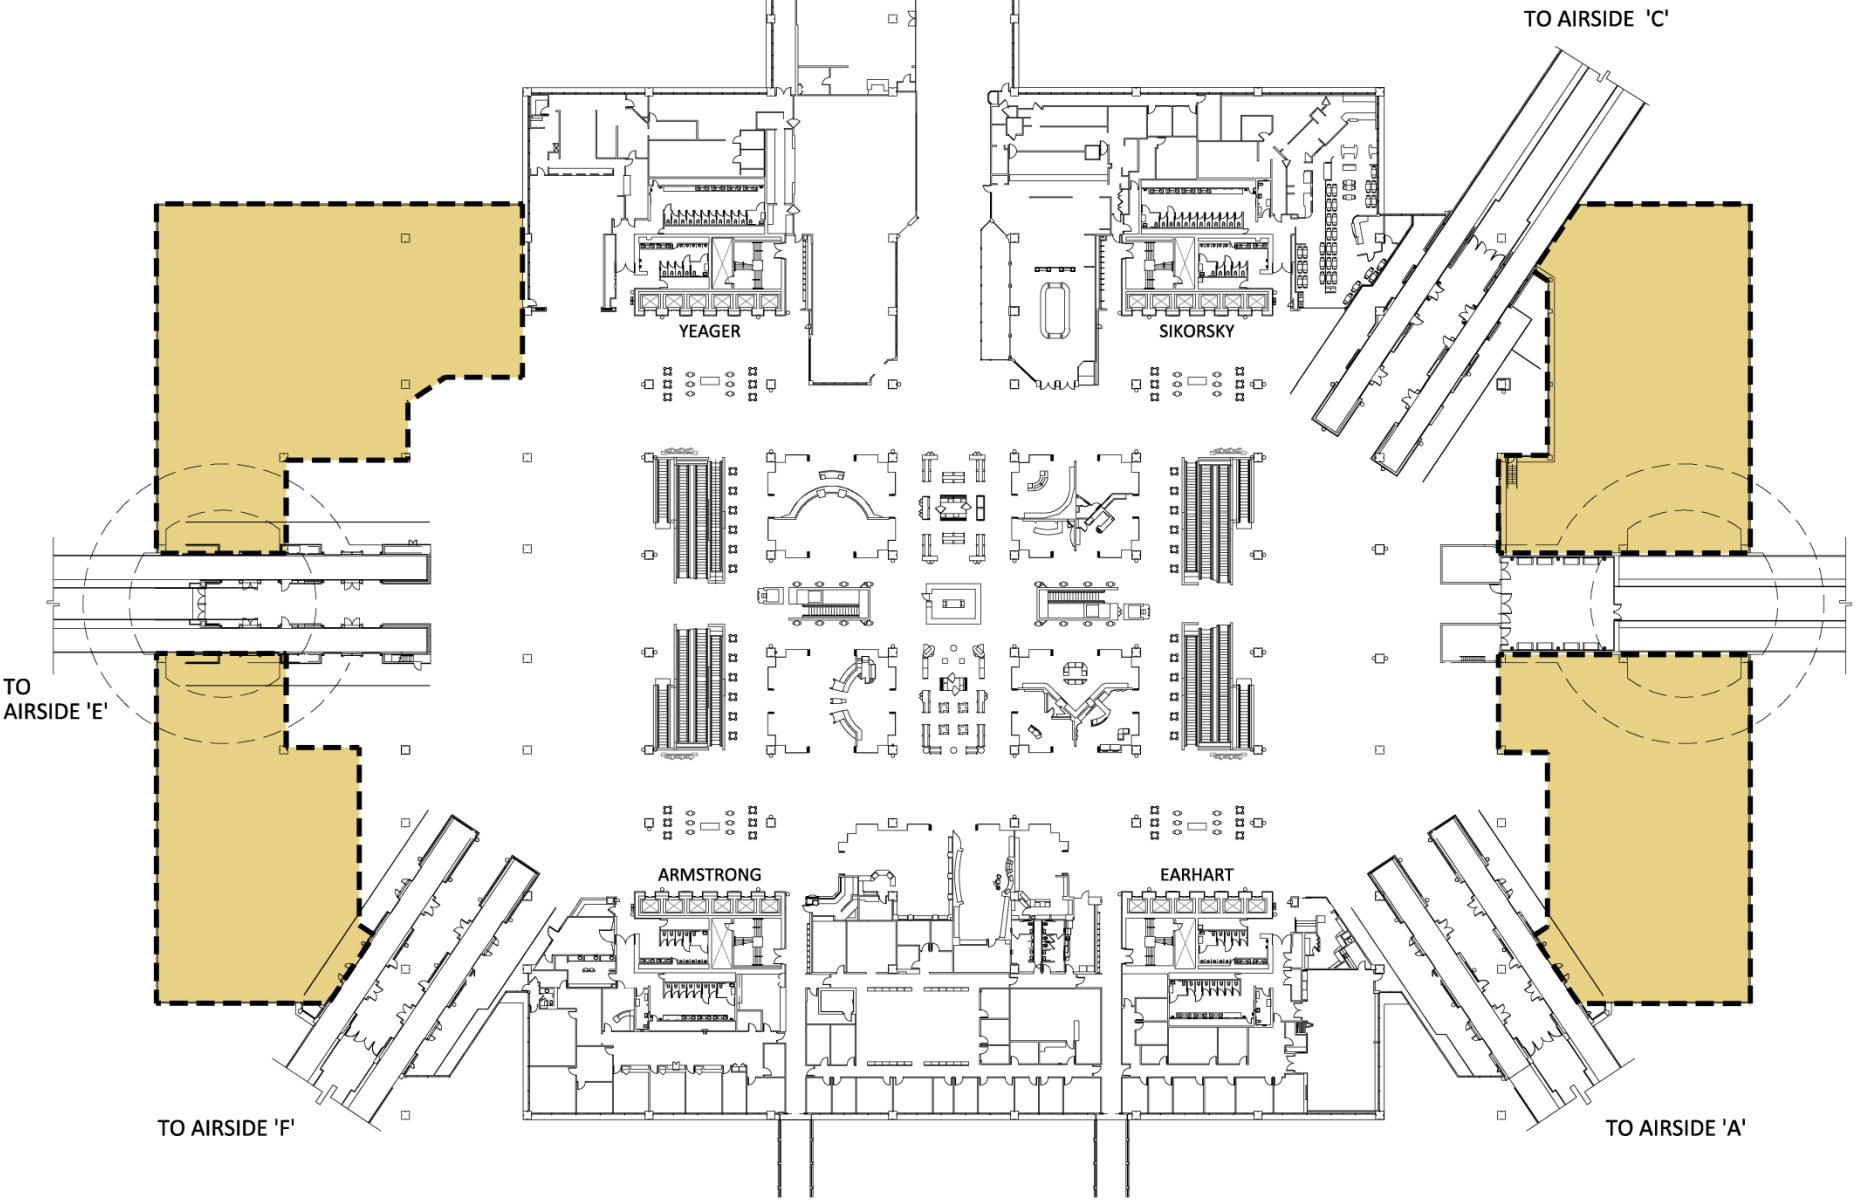 TO AIRSIDE 'C'
YEAGER
SIKORSKY
TO
AIRSIDE 'E'
ARMSTRONG
EARHART
TO AIRSIDE 'F'
TO AIRSIDE 'A'